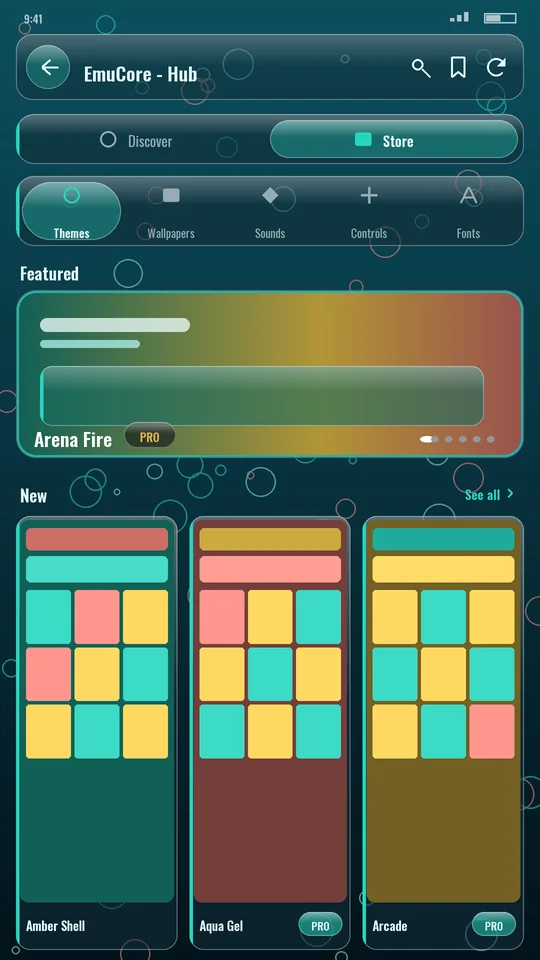 9:41
EmuCore - Hub
Discover
Store
Themes
Wallpapers
Sounds
Controls
Fonts
Featured
Arena Fire
PRO
New
See all
Amber Shell
Aqua Gel
PRO
Arcade
PRO